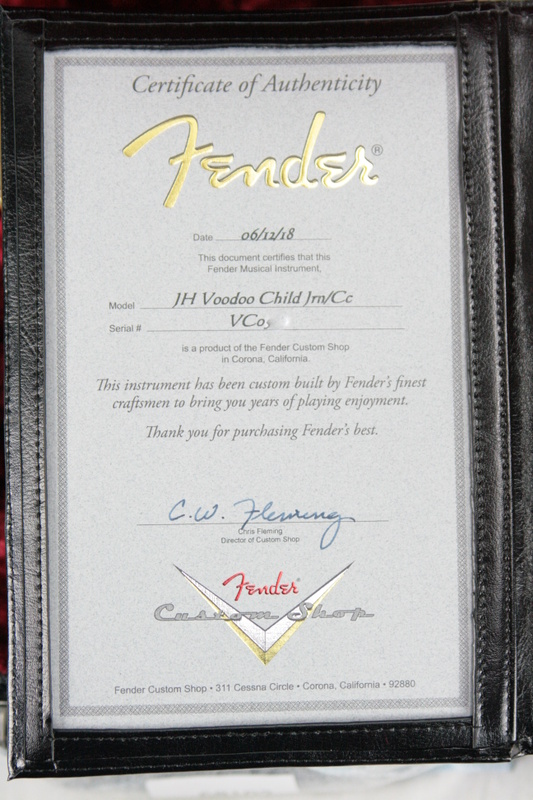 Certificate of Authenticity
Fender®
Date 06/12/18
This document certifies that this
Fender Musical Instrument,
Model JH Voodoo Child Jrn/Cc
Serial #
is a product of the Fender Custom Shop
in Corona, California.
This instrument has been custom built by Fender's finest
craftsmen to bring you years of playing enjoyment.
Thank you for purchasing Fender's best.
C.W. Fleming
Chris Fleming
Director of Custom Shop
Fender®
Custom Shop
Fender Custom Shop • 311 Cessna Circle • Corona, California • 92880